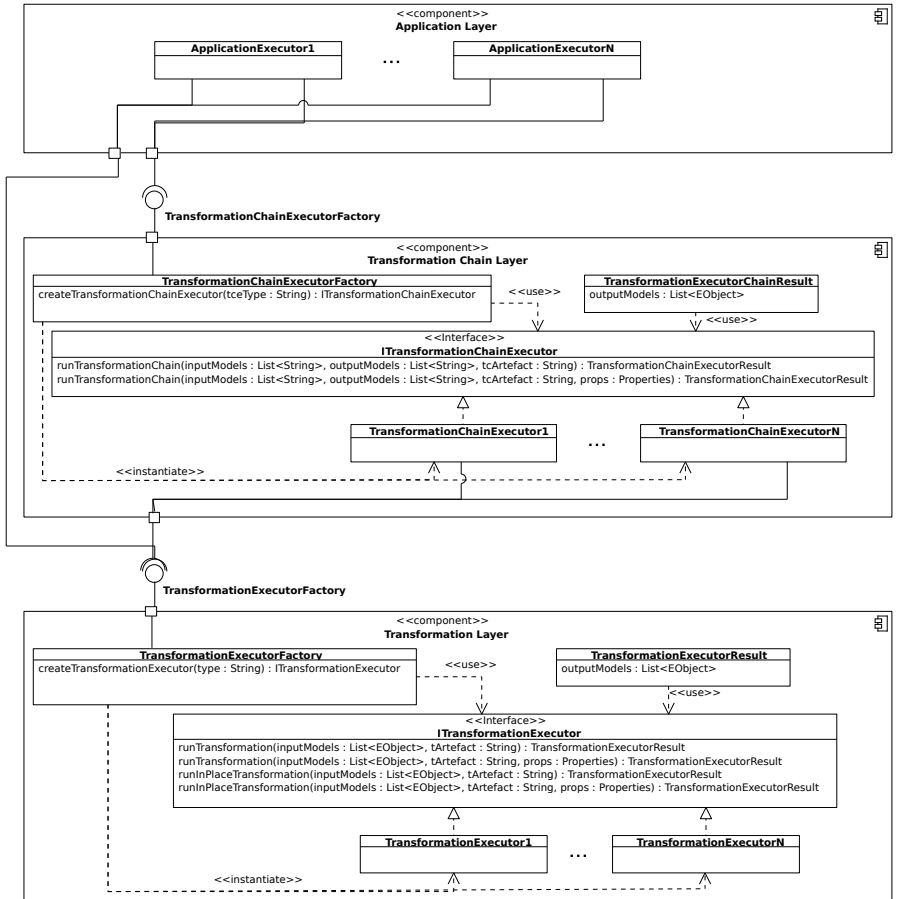 <<component>>
Application Layer
ApplicationExecutor1
...
ApplicationExecutorN
TransformationChainExecutorFactory
<<component>>
Transformation Chain Layer
TransformationChainExecutorFactory
createTransformationChainExecutor(tceType : String) : ITransformationChainExecutor
<<use>>
TransformationExecutorChainResult
outputModels : List<EObject>
<<use>>
<<Interface>>
ITransformationChainExecutor
runTransformationChain(inputModels : List<String>, outputModels : List<String>, tcArtefact : String) : TransformationChainExecutorResult
runTransformationChain(inputModels : List<String>, outputModels : List<String>, tcArtefact : String, props : Properties) : TransformationChainExecutorResult
TransformationChainExecutor1
...
TransformationChainExecutorN
<<instantiate>>
TransformationExecutorFactory
<<component>>
Transformation Layer
TransformationExecutorFactory
createTransformationExecutor(type : String) : ITransformationExecutor
<<use>>
TransformationExecutorResult
outputModels : List<EObject>
<<use>>
<<Interface>>
ITransformationExecutor
runTransformation(inputModels : List<EObject>, tArtefact : String) : TransformationExecutorResult
runTransformation(inputModels : List<EObject>, tArtefact : String, props : Properties) : TransformationExecutorResult
runInPlaceTransformation(inputModels : List<EObject>, tArtefact : String) : TransformationExecutorResult
runInPlaceTransformation(inputModels : List<EObject>, tArtefact : String, props : Properties) : TransformationExecutorResult
TransformationExecutor1
...
TransformationExecutorN
<<instantiate>>